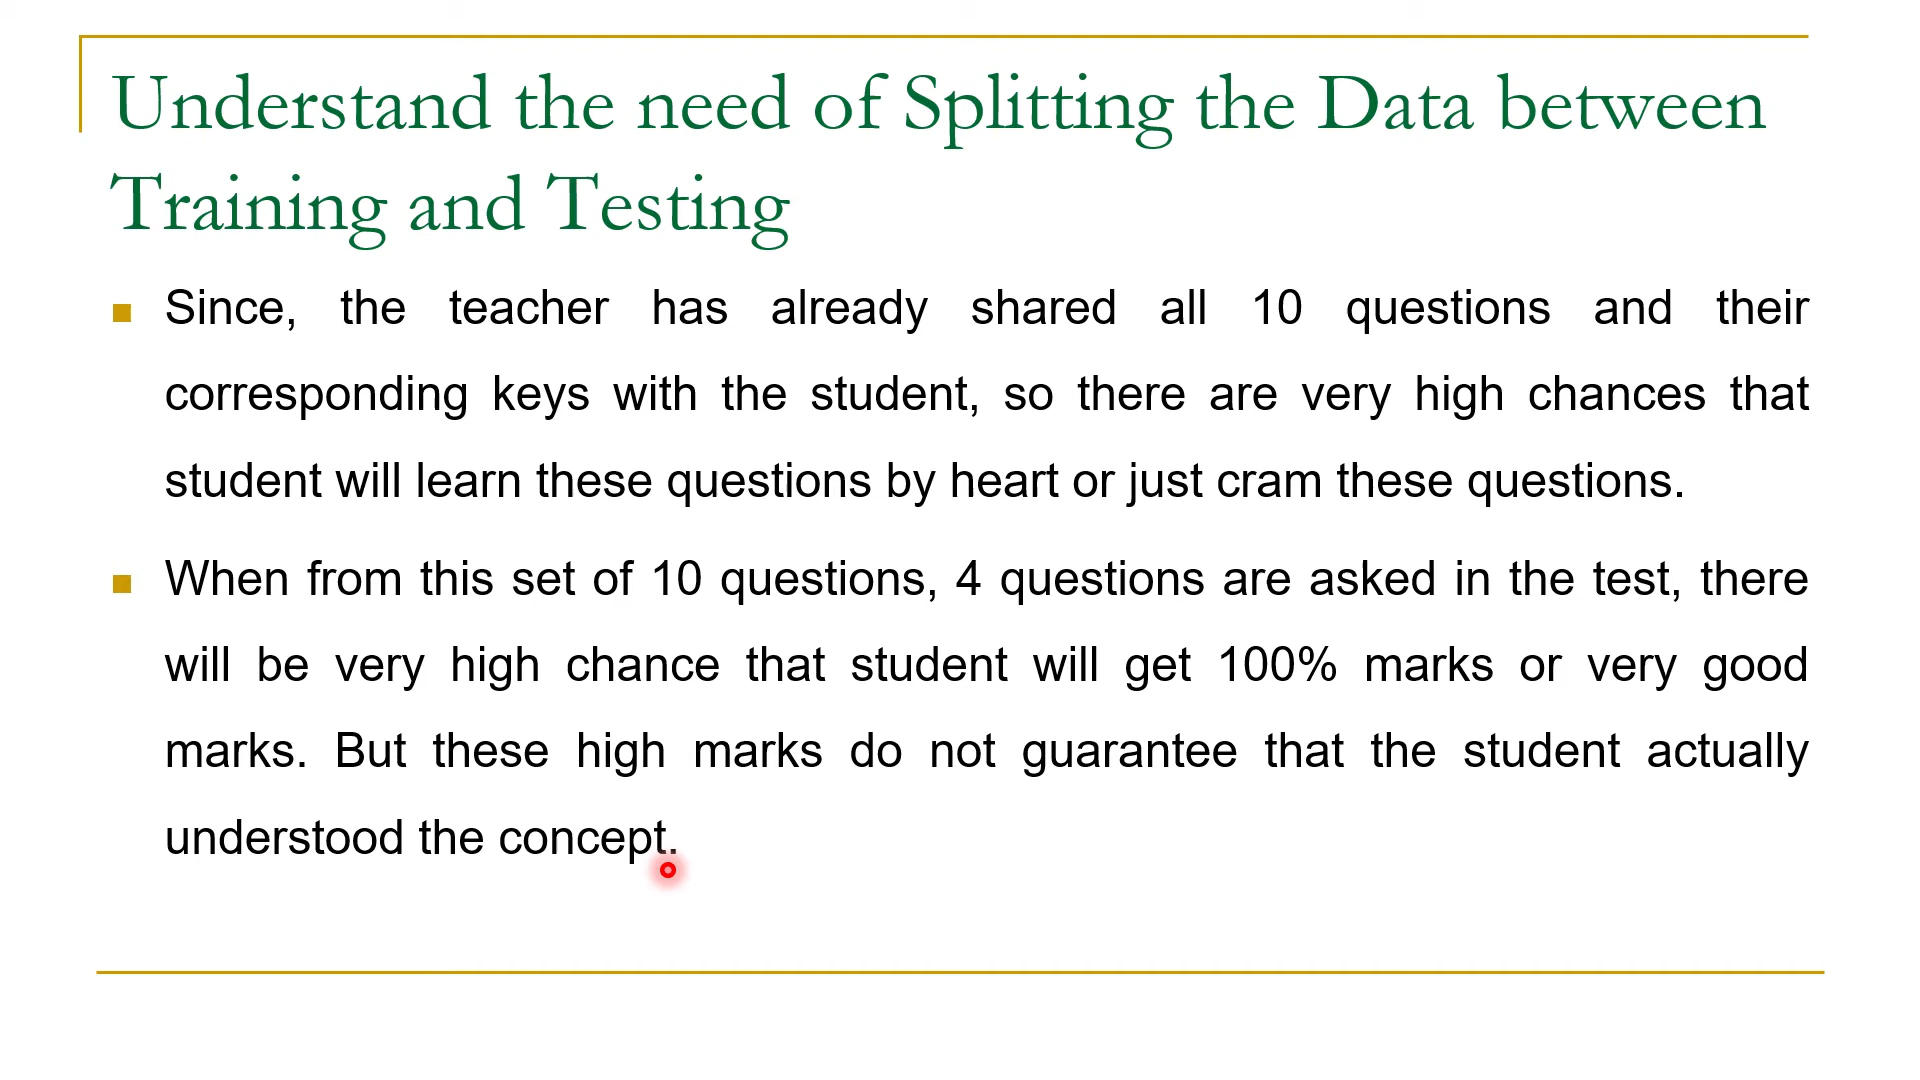 Understand the need of Splitting the Data between
Training and Testing
Since, the teacher has already shared all 10 questions and their
corresponding keys with the student, so there are very high chances that
student will learn these questions by heart or just cram these questions.
When from this set of 10 questions, 4 questions are asked in the test, there
will be very high chance that student will get 100% marks or very good
marks. But these high marks do not guarantee that the student actually
understood the concept.